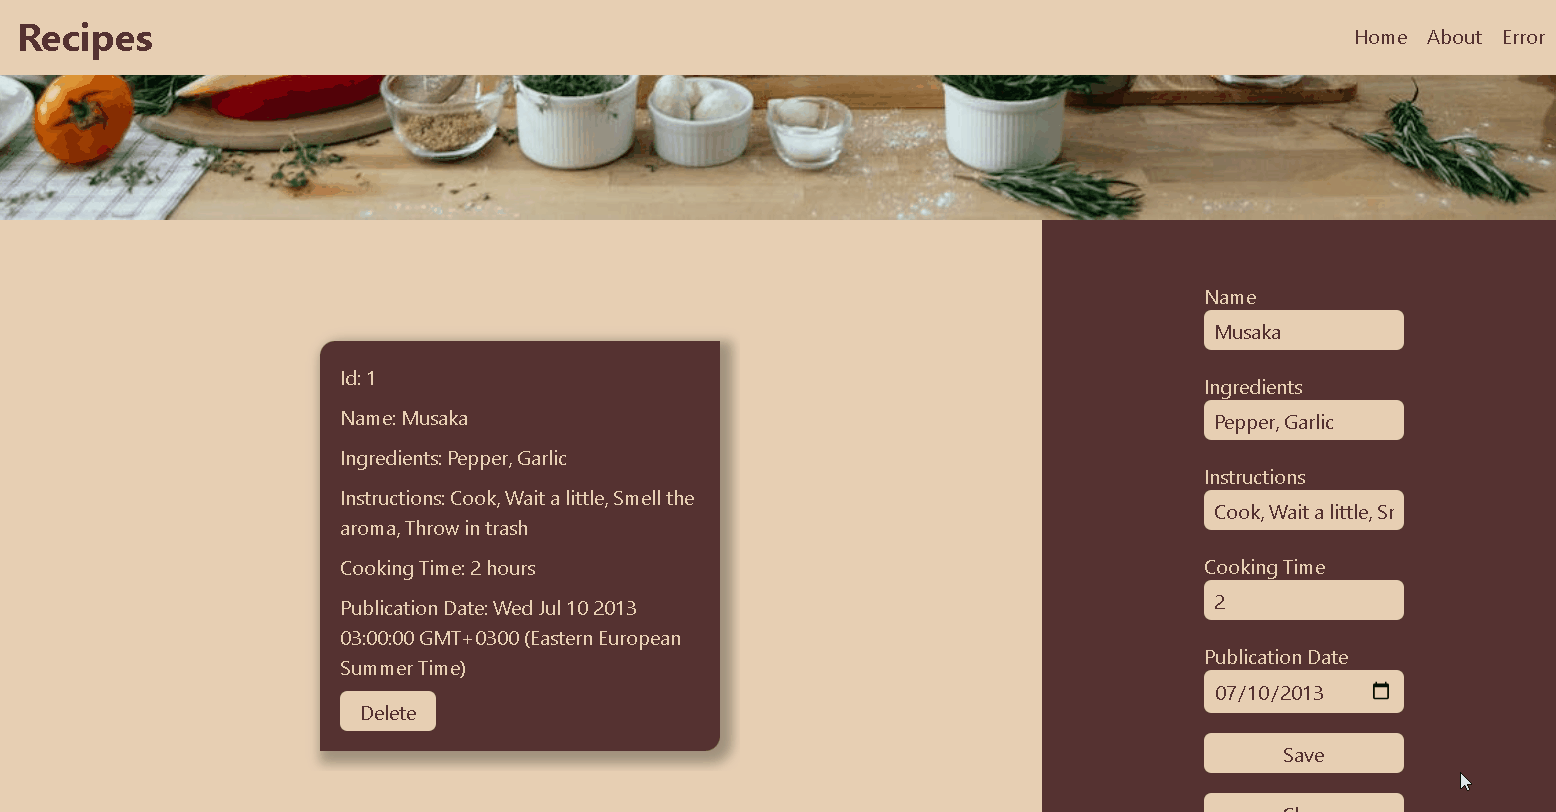 Recipes
Home About Error
Id: 1
Name: Musaka
Ingredients: Pepper, Garlic
Instructions: Cook, Wait a little, Smell the
aroma, Throw in trash
Cooking Time: 2 hours
Publication Date: Wed Jul 10 2013
03:00:00 GMT+0300 (Eastern European
Summer Time)
Delete
Name
Musaka
Ingredients
Pepper, Garlic
Instructions
Cook, Wait a little, Sr
Cooking Time
2
Publication Date
07/10/2013
Save